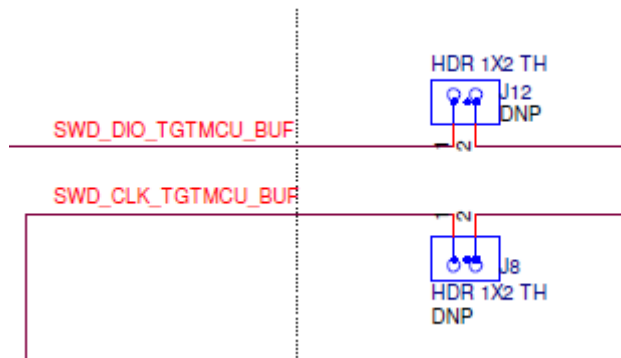 HDR 1X2 TH
J12
DNP
SWD_DIO_TGTMCU_BUF
1 2
SWD_CLK_TGTMCU_BUF
1 2
J8
HDR 1X2 TH
DNP